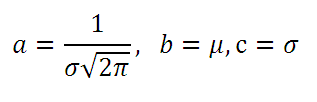 a = 1/(σ√2π), b = μ, c = σ